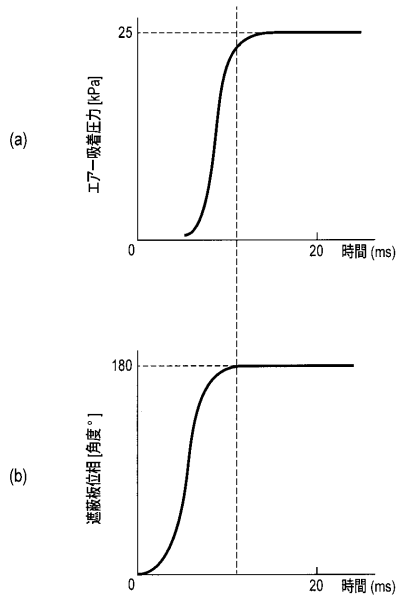 25
エアー吸着圧力 [kPa]
(a)
0
20
時間 (ms)
180
遮蔽板位相 [角度°]
(b)
0
20
時間 (ms)